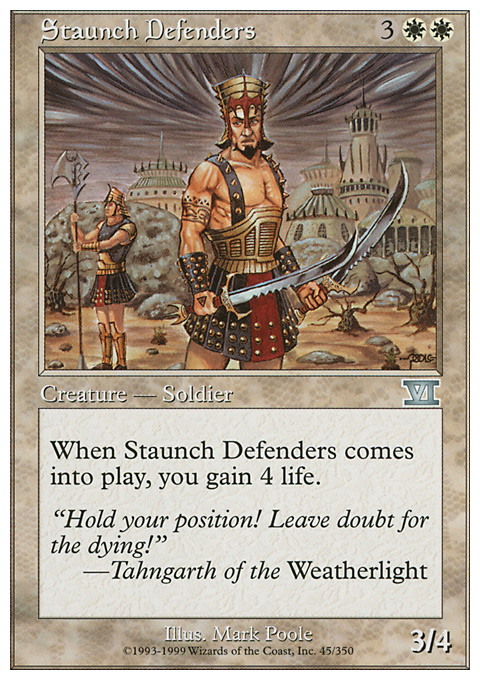 Staunch Defenders 3
VI
Creature — Soldier
When Staunch Defenders comes
into play, you gain 4 life.
“Hold your position! Leave doubt for
the dying!”
—Tahngarth of the Weatherlight
Illus. Mark Poole
3/4
©1993-1999 Wizards of the Coast, Inc. 45/350